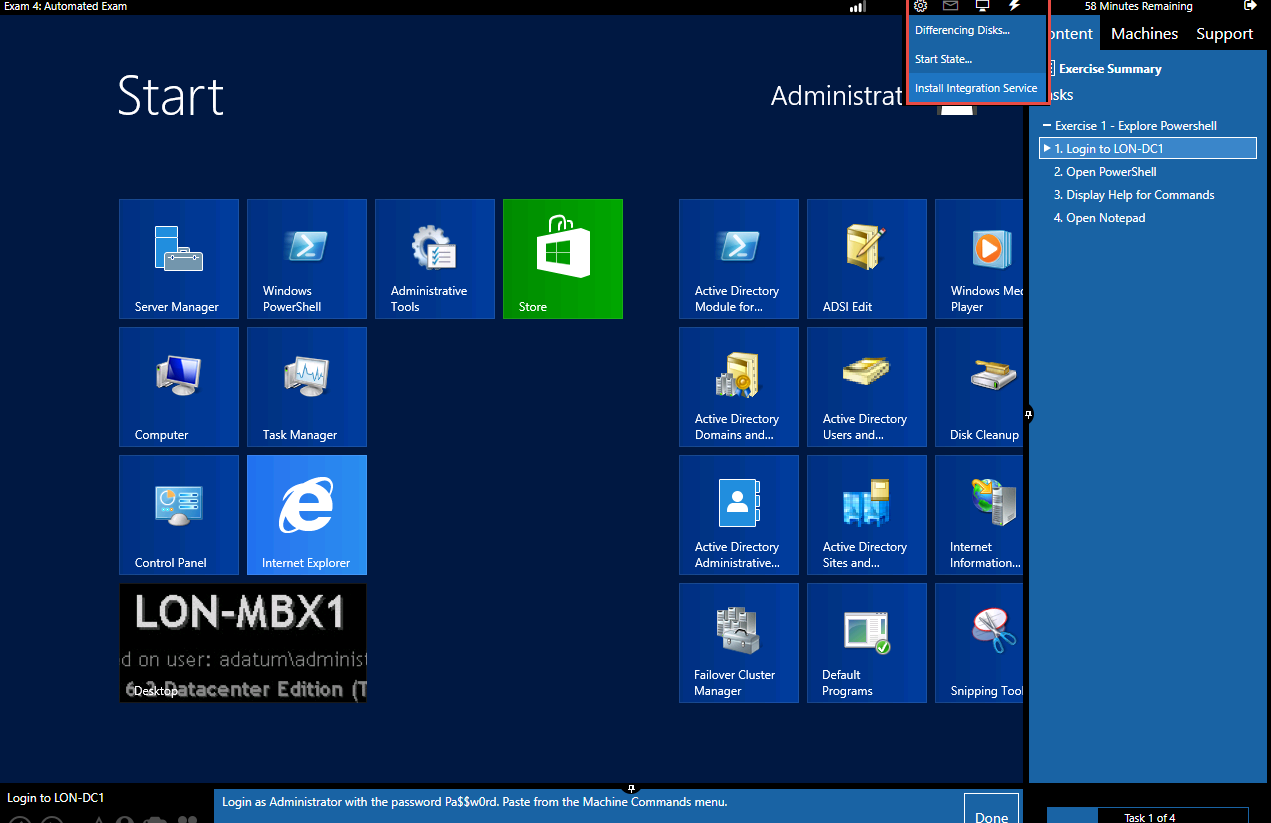 Exam 4: Automated Exam
58 Minutes Remaining
Differencing Disks...
Start State...
Install Integration Service
ontent
Machines
Support
Start
Administrat
Exercise Summary
asks
Exercise 1 - Explore Powershell
1. Login to LON-DC1
2. Open PowerShell
3. Display Help for Commands
4. Open Notepad
Server Manager
Windows
PowerShell
Administrative
Tools
Store
Active Directory
Module for...
ADSI Edit
Windows Med
Player
Computer
Task Manager
Active Directory
Domains and...
Active Directory
Users and...
Disk Cleanup
Control Panel
Internet Explorer
Active Directory
Administrative...
Active Directory
Sites and...
Internet
Information...
LON-MBX1
d on user: adatum\administ
6.2 Datacenter Edition (T
Desktop
Failover Cluster
Manager
Default
Programs
Snipping Tool
Login to LON-DC1
Login as Administrator with the password Pa$$w0rd. Paste from the Machine Commands menu.
Done
Task 1 of 4